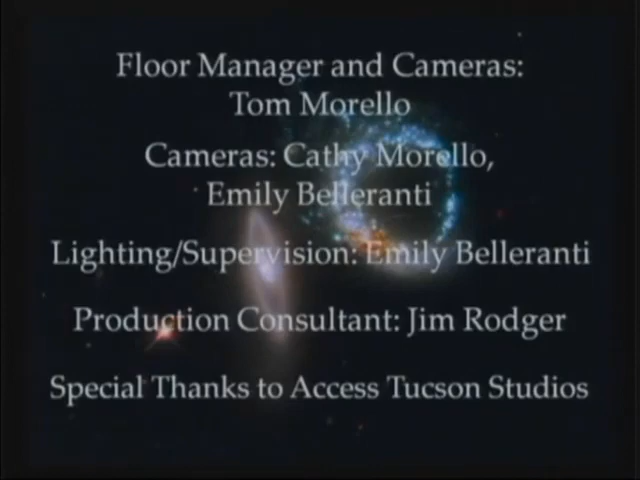 Floor Manager and Cameras:
Tom Morello
Cameras: Cathy Morello,
Emily Belleranti
Lighting/Supervision: Emily Belleranti
Production Consultant: Jim Rodger
Special Thanks to Access Tucson Studios